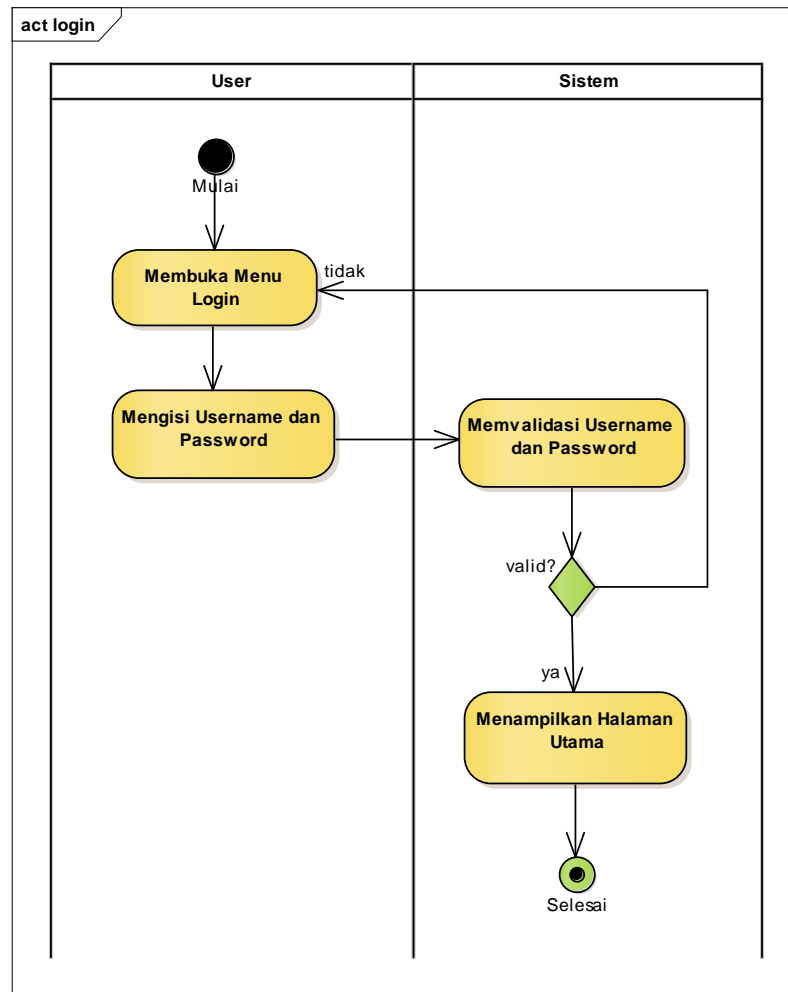 act login
User
Sistem
Mulai
Membuka Menu
Login
tidak
Mengisi Username dan
Password
Memvalidasi Username
dan Password
valid?
ya
Menampilkan Halaman
Utama
Selesai